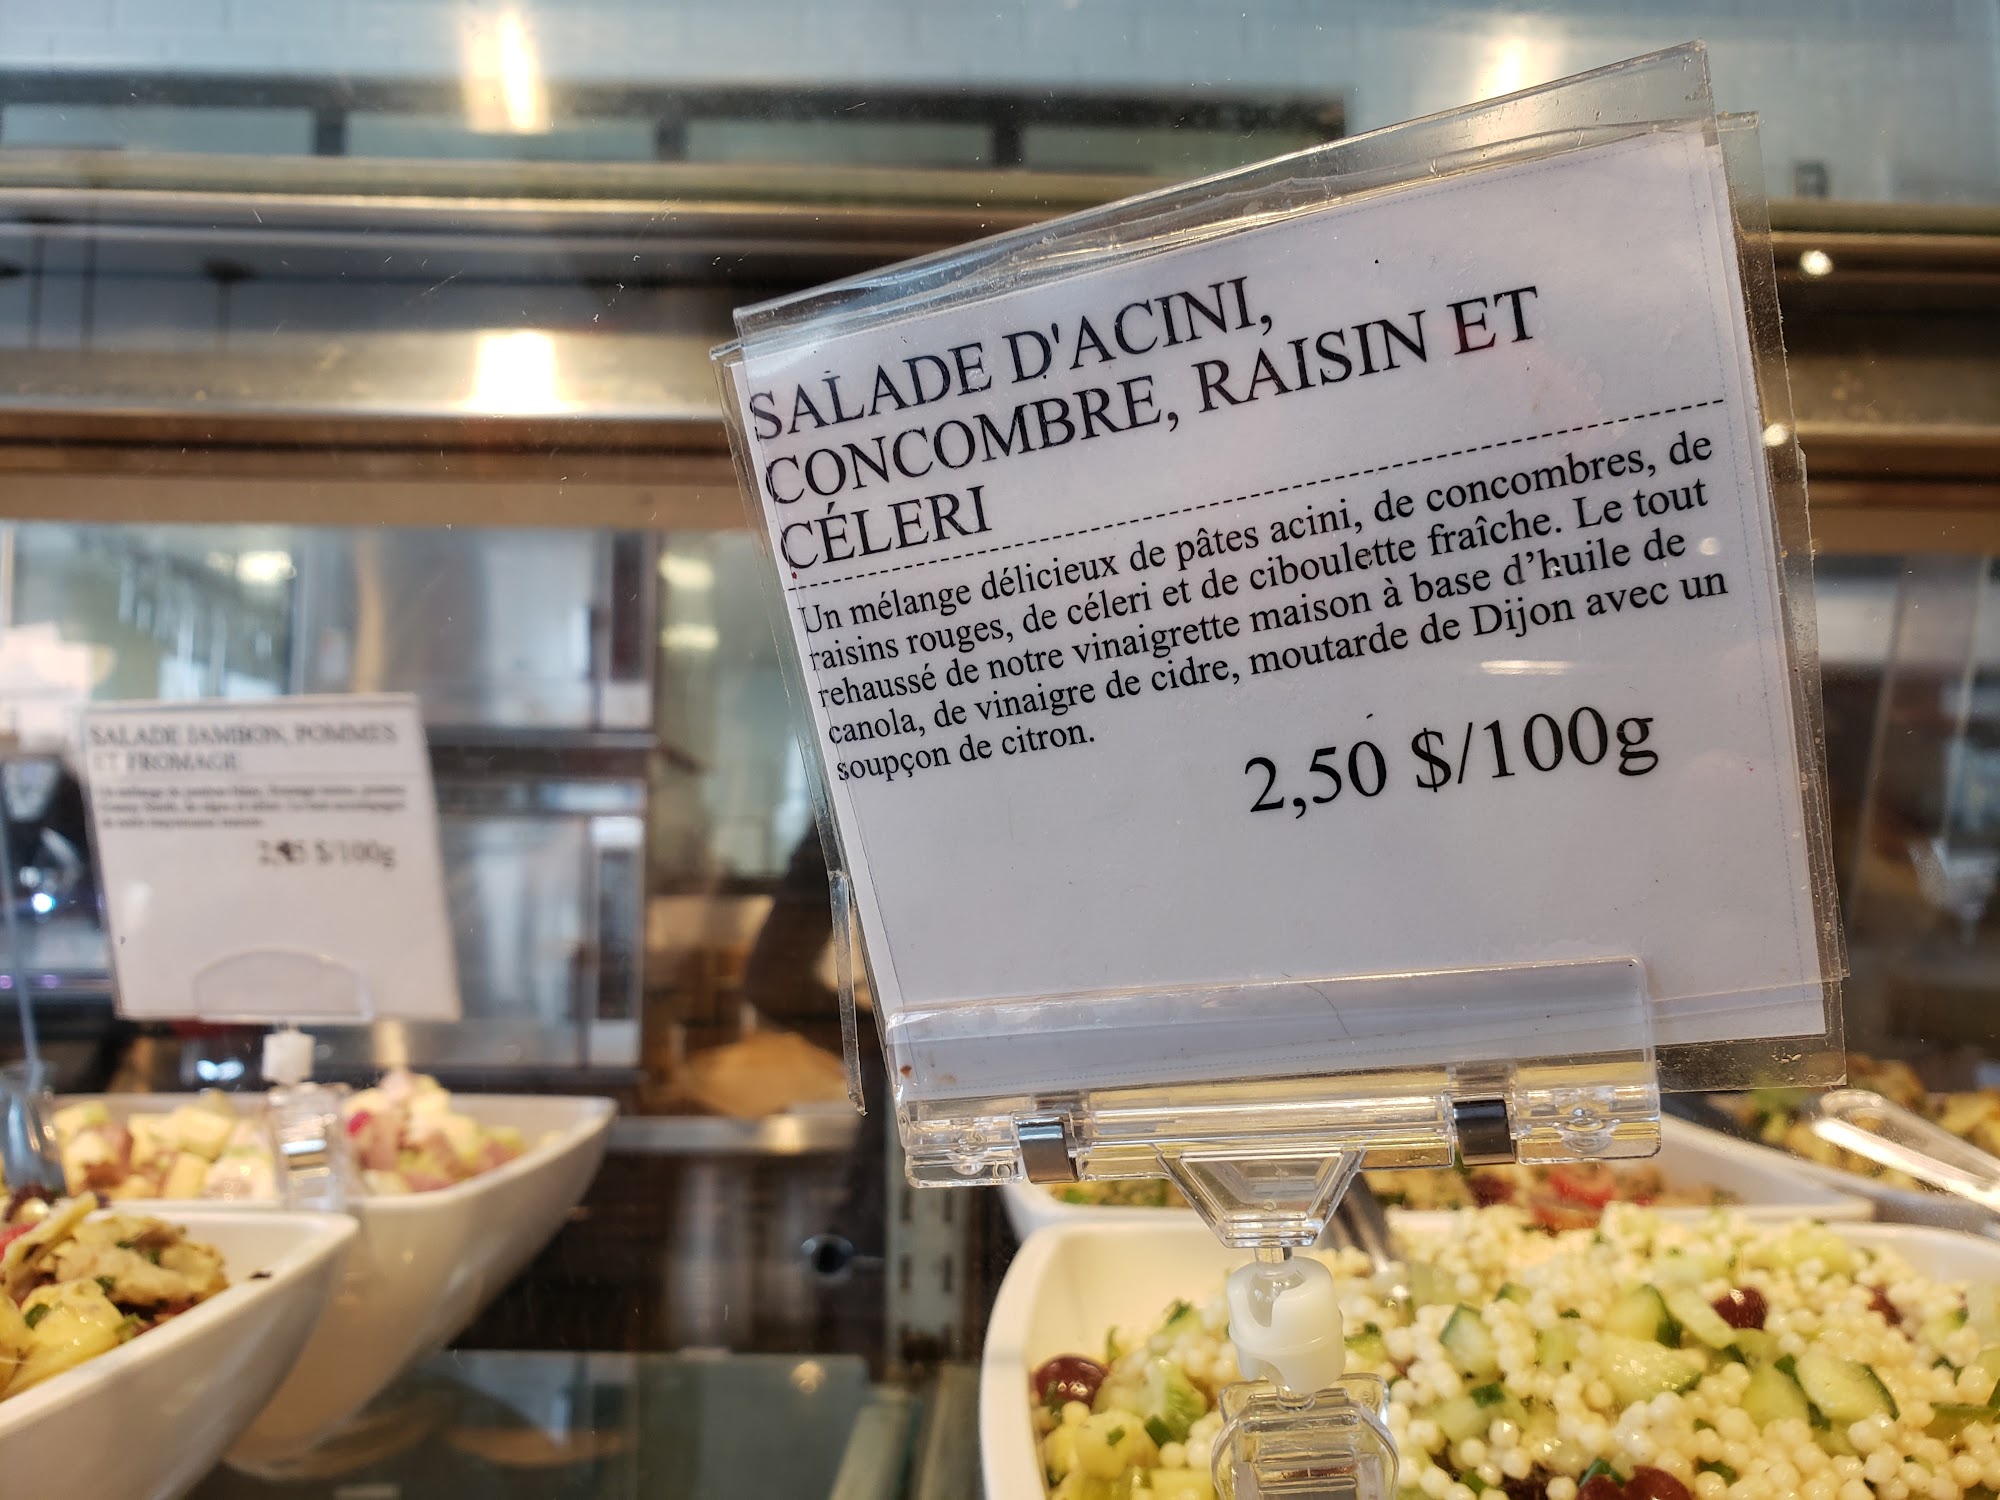 SALADE D'ACINI,
CONCOMBRE, RAISIN ET
CÉLERI
Un mélange délicieux de pâtes acini, de concombres, de
raisins rouges, de céleri et de ciboulette fraîche. Le tout
rehaussé de notre vinaigrette maison à base d’huile de
canola, de vinaigre de cidre, moutarde de Dijon avec un
soupçon de citron.
2,50 $/100g
SALADE JAMBON, POMMES
ET FROMAGE
$/100g